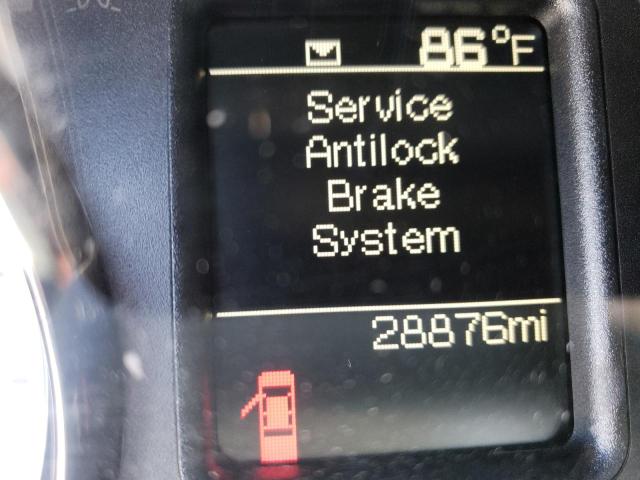 86°F
Service
Antilock
Brake
System
28876mi